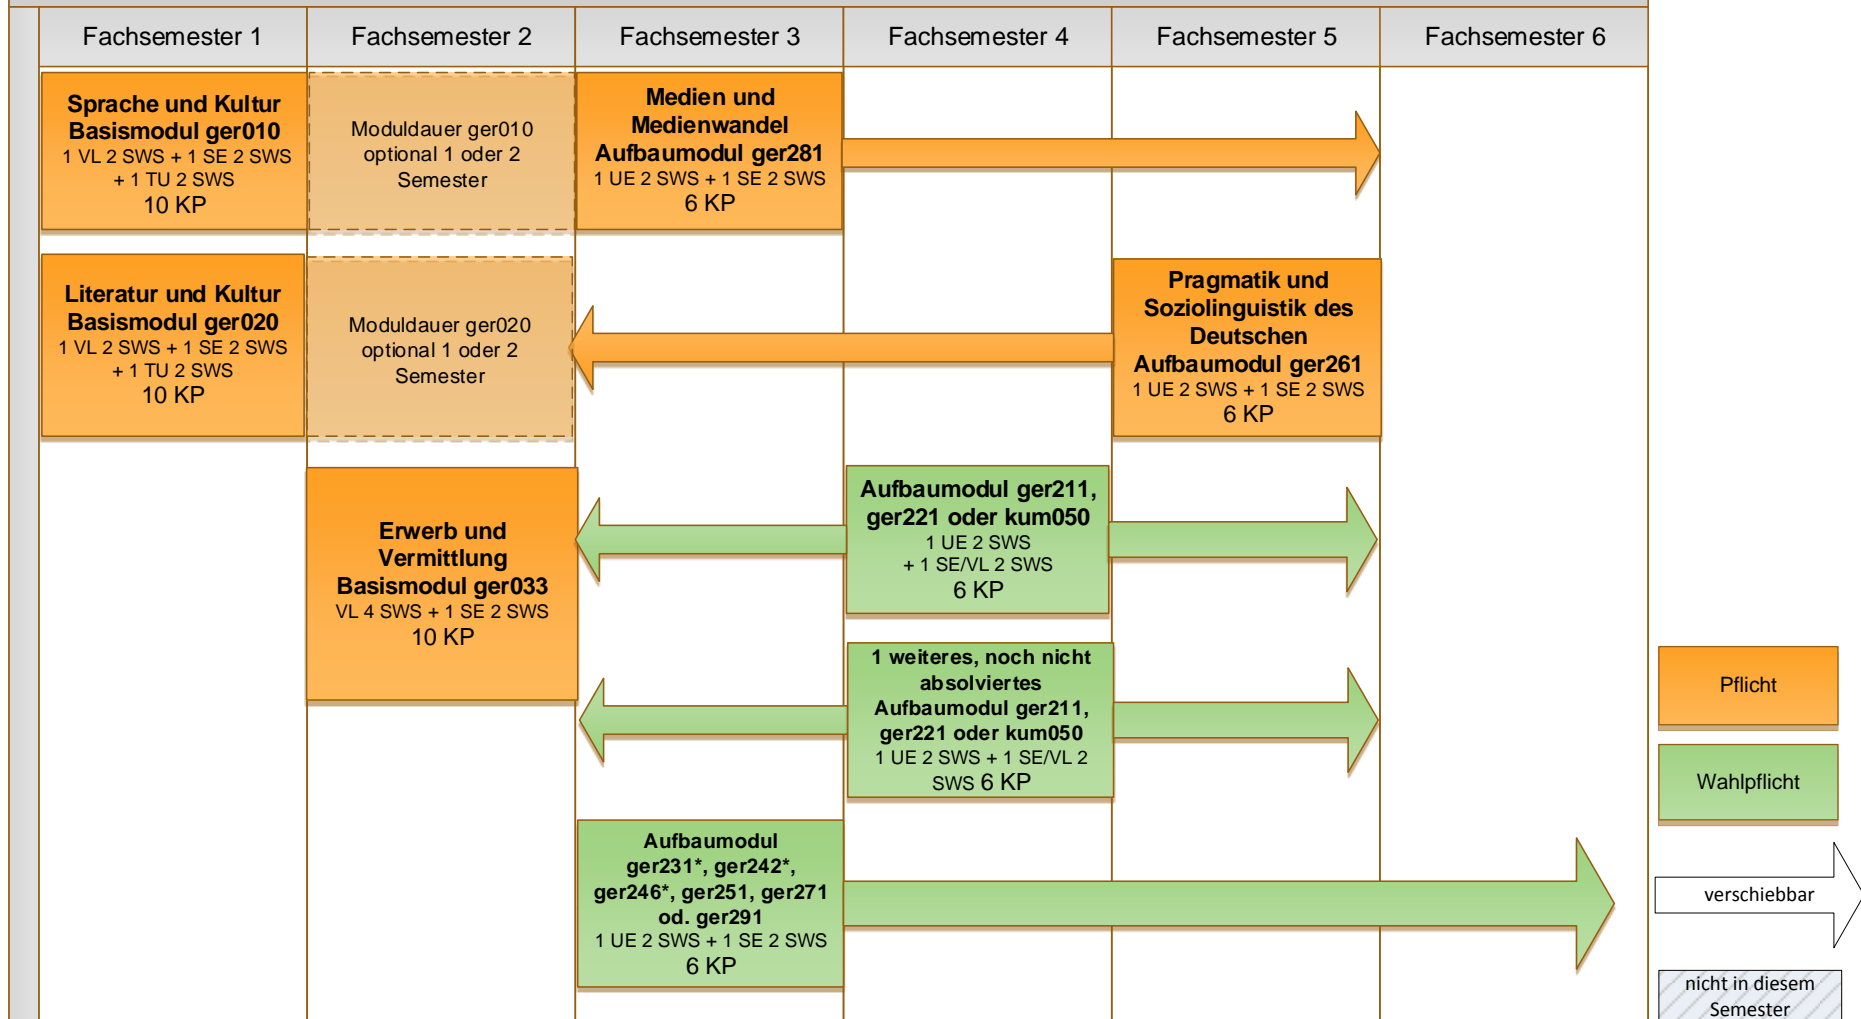 Fachsemester 1
Fachsemester 2
Fachsemester 3
Fachsemester 4
Fachsemester 5
Fachsemester 6
Sprache und Kultur
Basismodul ger010
1 VL 2 SWS + 1 SE 2 SWS
+ 1 TU 2 SWS
10 KP
Moduldauer ger010
optional 1 oder 2
Semester
Medien und
Medienwandel
Aufbaumodul ger281
1 UE 2 SWS + 1 SE 2 SWS
6 KP
Literatur und Kultur
Basismodul ger020
1 VL 2 SWS + 1 SE 2 SWS
+ 1 TU 2 SWS
10 KP
Moduldauer ger020
optional 1 oder 2
Semester
Pragmatik und
Soziolinguistik des
Deutschen
Aufbaumodul ger261
1 UE 2 SWS + 1 SE 2 SWS
6 KP
Erwerb und
Vermittlung
Basismodul ger033
VL 4 SWS + 1 SE 2 SWS
10 KP
Aufbaumodul ger211,
ger221 oder kum050
1 UE 2 SWS
+ 1 SE/VL 2 SWS
6 KP
1 weiteres, noch nicht
absolviertes
Aufbaumodul ger211,
ger221 oder kum050
1 UE 2 SWS + 1 SE/VL 2
SWS 6 KP
Aufbaumodul
ger231*, ger242*,
ger246*, ger251, ger271
od. ger291
1 UE 2 SWS + 1 SE 2 SWS
6 KP
Pflicht
Wahlpflicht
verschiebbar
nicht in diesem
Semester